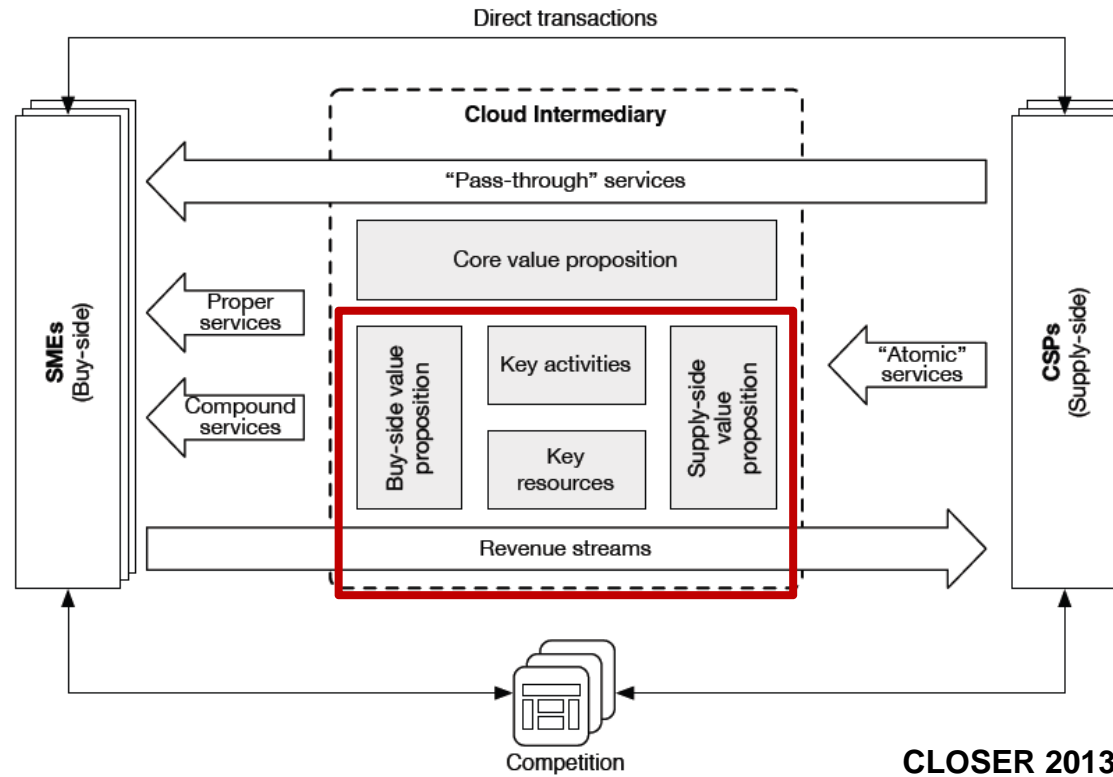 Direct transactions
Cloud Intermediary
“Pass-through” services
Core value proposition
SMEs
(Buy-side)
Proper
services
Compound
services
Buy-side value
proposition
Key activities
Key
resources
Supply-side
value
proposition
“Atomic”
services
CSPs
(Supply-side)
Revenue streams
Competition
CLOSER 2013